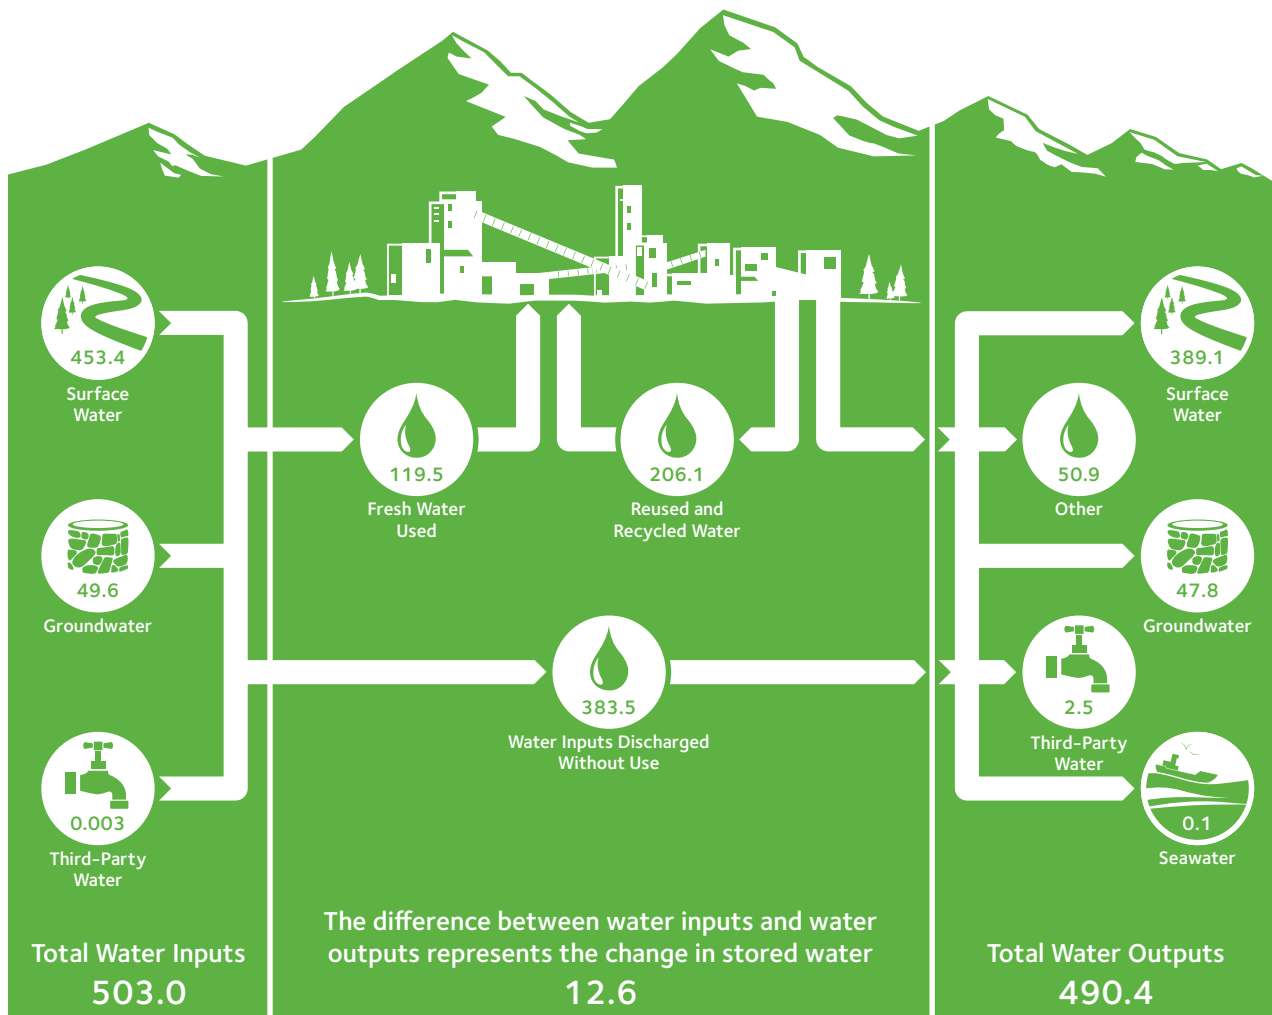 453.4
Surface
Water
49.6
Groundwater
0.003
Third-Party
Water
Total Water Inputs
503.0
119.5
Fresh Water
Used
206.1
Reused and
Recycled Water
383.5
Water Inputs Discharged
Without Use
The difference between water inputs and water
outputs represents the change in stored water
12.6
389.1
Surface
Water
50.9
Other
47.8
Groundwater
2.5
Third-Party
Water
0.1
Seawater
Total Water Outputs
490.4